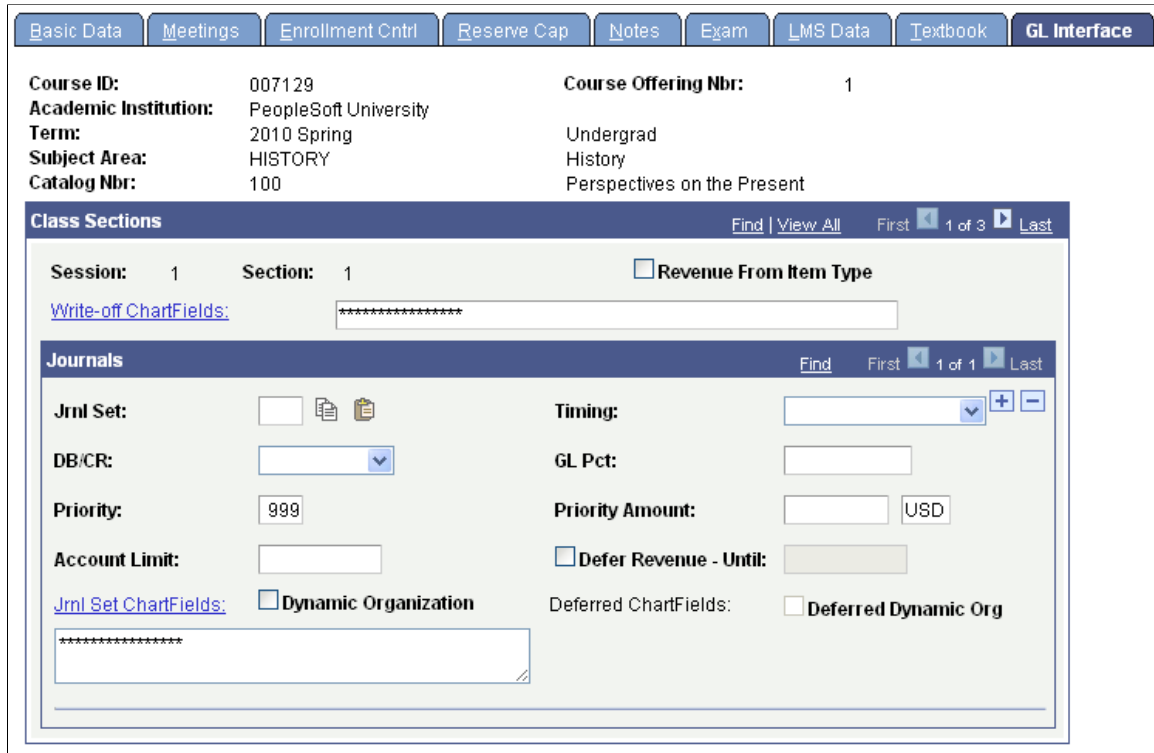 Basic Data Meetings Enrollment Cntrl Reserve Cap Notes Exam LMS Data Textbook GL Interface
Course ID: 007129 Course Offering Nbr: 1
Academic Institution: PeopleSoft University
Term: 2010 Spring Undergrad
Subject Area: HISTORY History
Catalog Nbr: 100 Perspectives on the Present
Class Sections Find | View All First 1 of 3 Last
Session: 1 Section: 1 Revenue From Item Type
Write-off ChartFields: ****************
Journals Find First 1 of 1 Last
Jrnl Set: Timing:
DB/CR: GL Pct:
Priority: 999 Priority Amount: USD
Account Limit: Defer Revenue - Until:
Jrnl Set ChartFields: Dynamic Organization Deferred ChartFields: Deferred Dynamic Org
****************